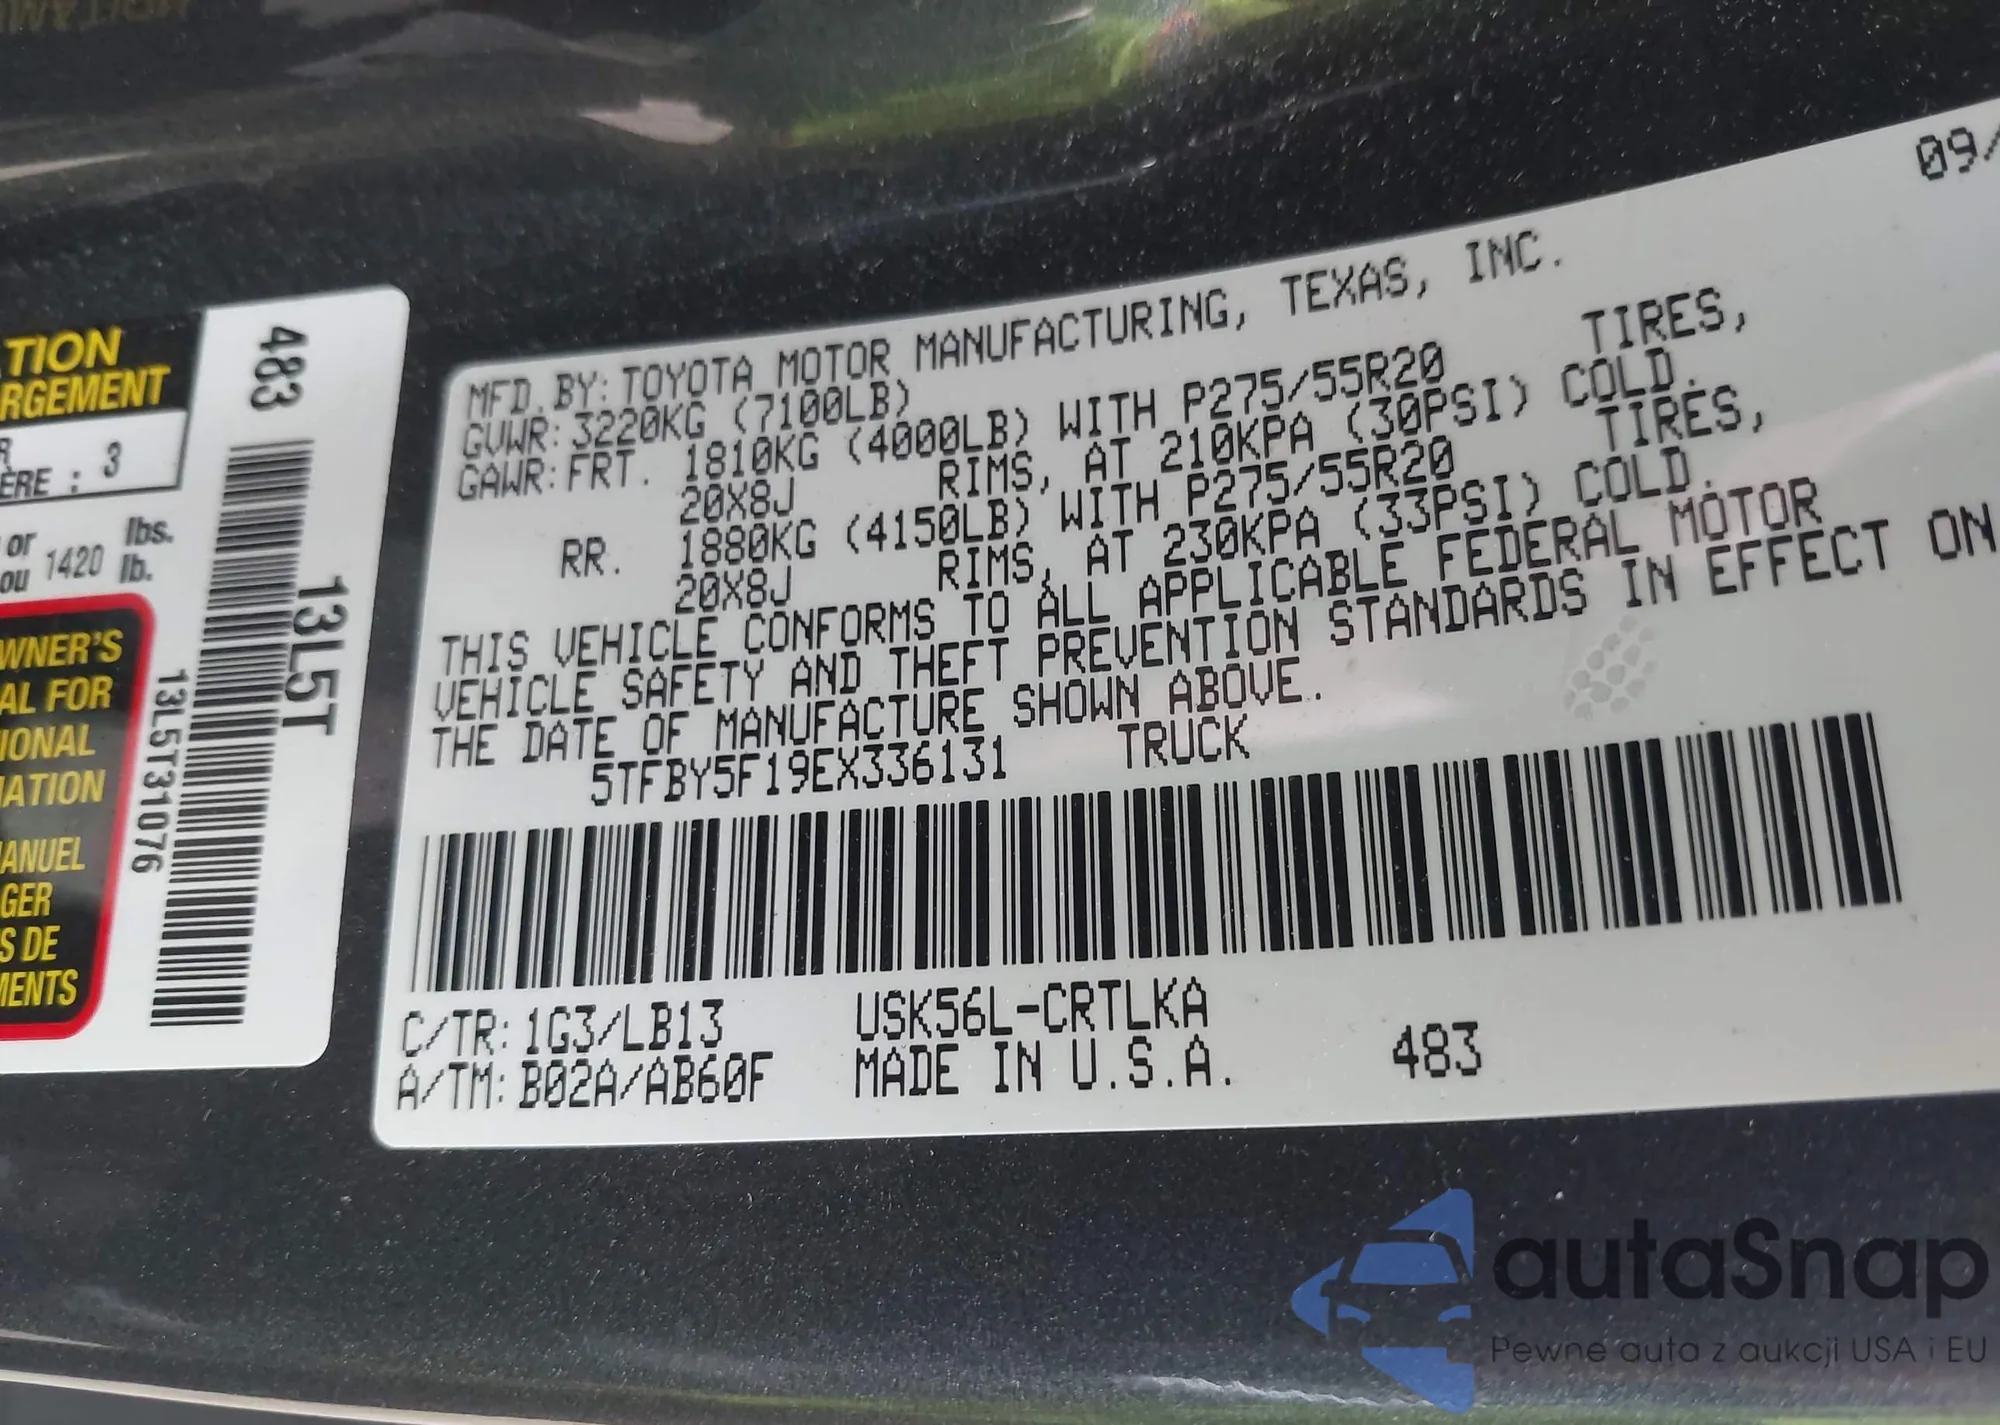 TION
RGEMENT
R
ÈRE : 3
or
ou 1420
lbs.
lb.
WNER'S
AL FOR
IONAL
MATION
MANUEL
GER
S DE
MENTS
483
13L5T
13L5T31076
09/
MFD. BY: TOYOTA MOTOR MANUFACTURING, TEXAS, INC.
GVWR: 3220KG (7100LB)
GAWR: FRT. 1810KG (4000LB) WITH P275/55R20 TIRES,
20X8J RIMS, AT 210KPA (30PSI) COLD.
RR. 1880KG (4150LB) WITH P275/55R20 TIRES,
20X8J RIMS, AT 230KPA (33PSI) COLD.
THIS VEHICLE CONFORMS TO ALL APPLICABLE FEDERAL MOTOR
VEHICLE SAFETY AND THEFT PREVENTION STANDARDS IN EFFECT ON
THE DATE OF MANUFACTURE SHOWN ABOVE.
5TFBY5F19EX336131 TRUCK
C/TR: 1G3/LB13 USK56L-CRTLKA
A/TM: B02A/AB60F MADE IN U.S.A. 483
autaSnap
Pewne auta z aukcji USA i EU